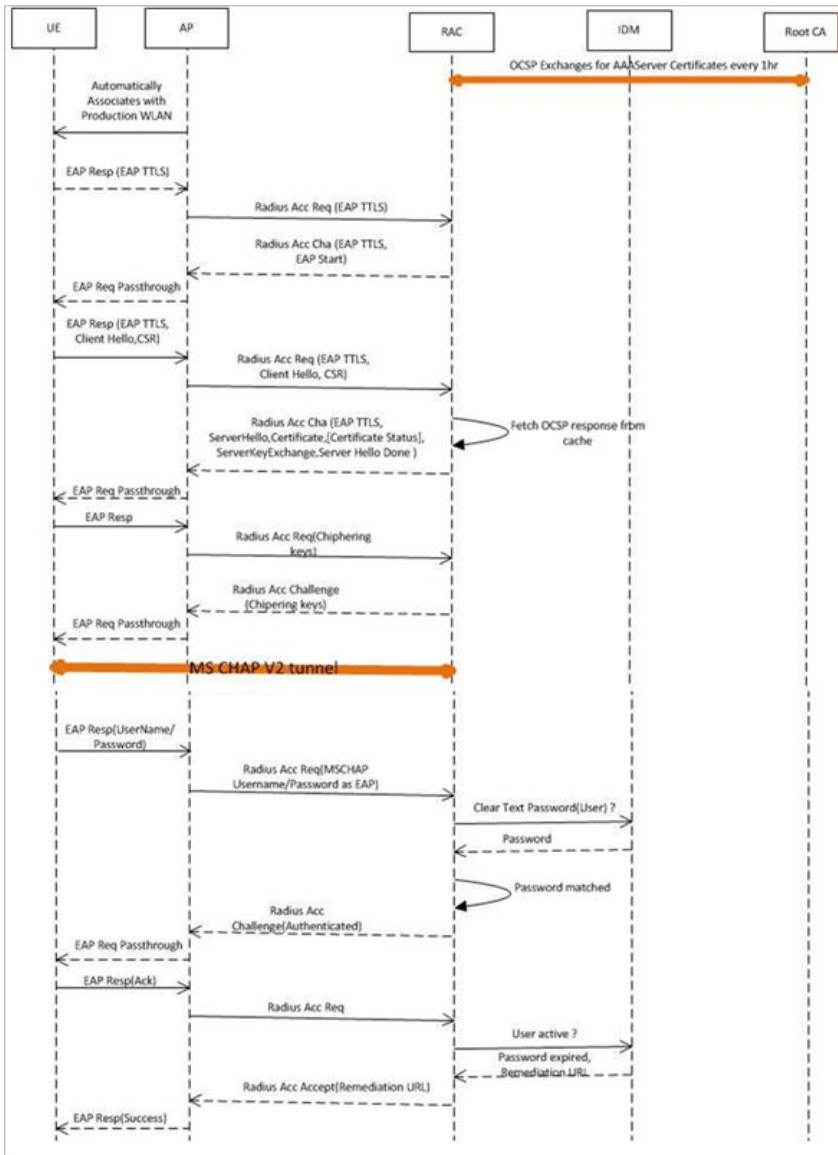 UE
AP
RAC
IDM
Root CA
OCSP Exchanges for AAAServer Certificates every 1hr
Automatically
Associates with
Production WLAN
EAP Resp (EAP TTLS)
Radius Acc Req (EAP TTLS)
Radius Acc Cha (EAP TTLS,
EAP Start)
EAP Req Passthrough
EAP Resp (EAP TTLS,
Client Hello,CSR)
Radius Acc Req (EAP TTLS,
Client Hello, CSR)
Radius Acc Cha (EAP TTLS,
ServerHello,Certificate,[Certificate Status],
ServerKeyExchange,Server Hello Done )
Fetch OCSP response from
cache
EAP Req Passthrough
EAP Resp
Radius Acc Req(Chiphering
keys)
Radius Acc Challenge
(Chipering keys)
EAP Req Passthrough
MS CHAP V2 tunnel
EAP Resp(UserName/
Password)
Radius Acc Req(MSCHAP
Username/Password as EAP)
Clear Text Password(User) ?
Password
Password matched
Radius Acc
Challenge(Authenticated)
EAP Req Passthrough
EAP Resp(Ack)
Radius Acc Req
User active ?
Password expired,
Remediation URL
Radius Acc Accept(Remediation URL)
EAP Resp(Success)